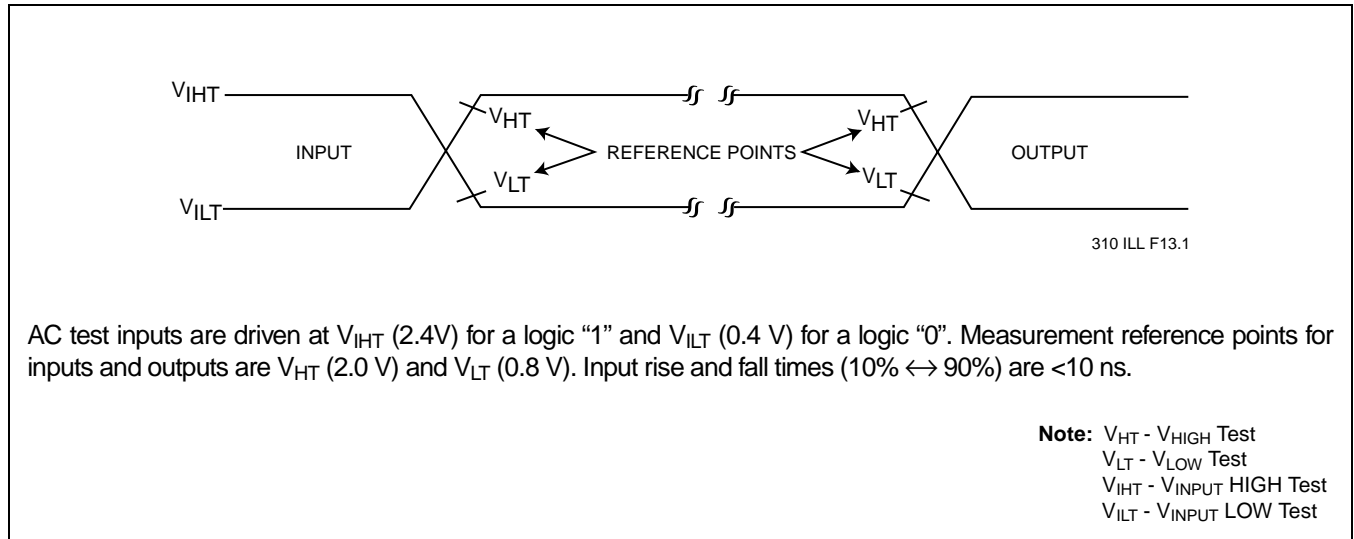 VIHT
VHT
VHT
INPUT
REFERENCE POINTS
OUTPUT
VLT
VLT
VILT
310 ILL F13.1
AC test inputs are driven at VIHT (2.4V) for a logic “1” and VILT (0.4 V) for a logic “0”. Measurement reference points for
inputs and outputs are VHT (2.0 V) and VLT (0.8 V). Input rise and fall times (10% ↔ 90%) are <10 ns.
Note: VHT - VHIGH Test
VLT - VLOW Test
VIHT - VINPUT HIGH Test
VILT - VINPUT LOW Test